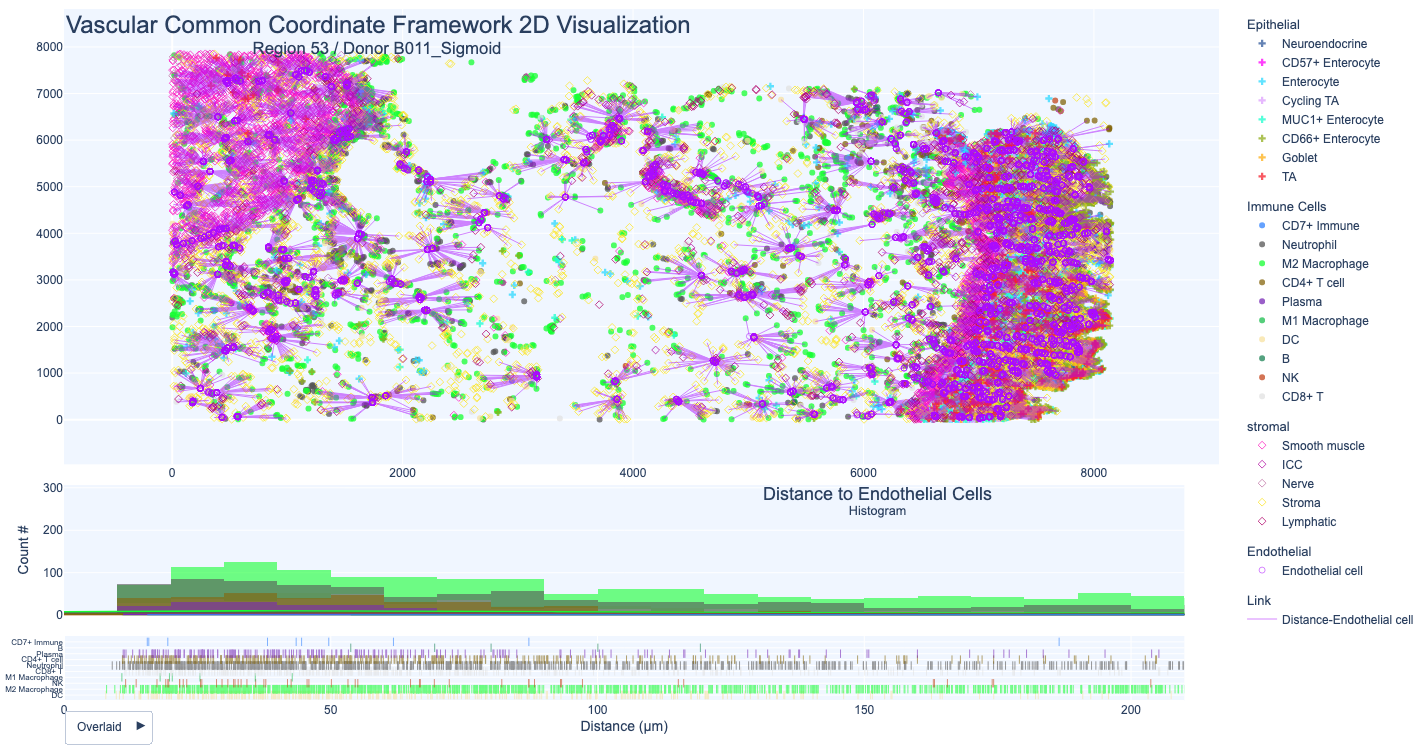 Vascular Common Coordinate Framework 2D Visualization
Region 53 / Donor B011_Sigmoid
8000
7000
6000
5000
4000
3000
2000
1000
0
0 2000 4000 6000 8000
Epithelial
Neuroendocrine
CD57+ Enterocyte
Enterocyte
Cycling TA
MUC1+ Enterocyte
CD66+ Enterocyte
Goblet
TA
Immune Cells
CD7+ Immune
Neutrophil
M2 Macrophage
CD4+ T cell
Plasma
M1 Macrophage
DC
B
NK
CD8+ T
stromal
Smooth muscle
ICC
Nerve
Stroma
Lymphatic
Endothelial
Endothelial cell
Link
Distance-Endothelial cell
Distance to Endothelial Cells
Histogram
Count #
300
200
100
0
CD7+ Immune
B
Plasma
CD4+ T cell
Neutrophil
M1 Macrophage
NK
M2 Macrophage
DC
0 50 100 150 200
Distance (μm)
Overlaid ►